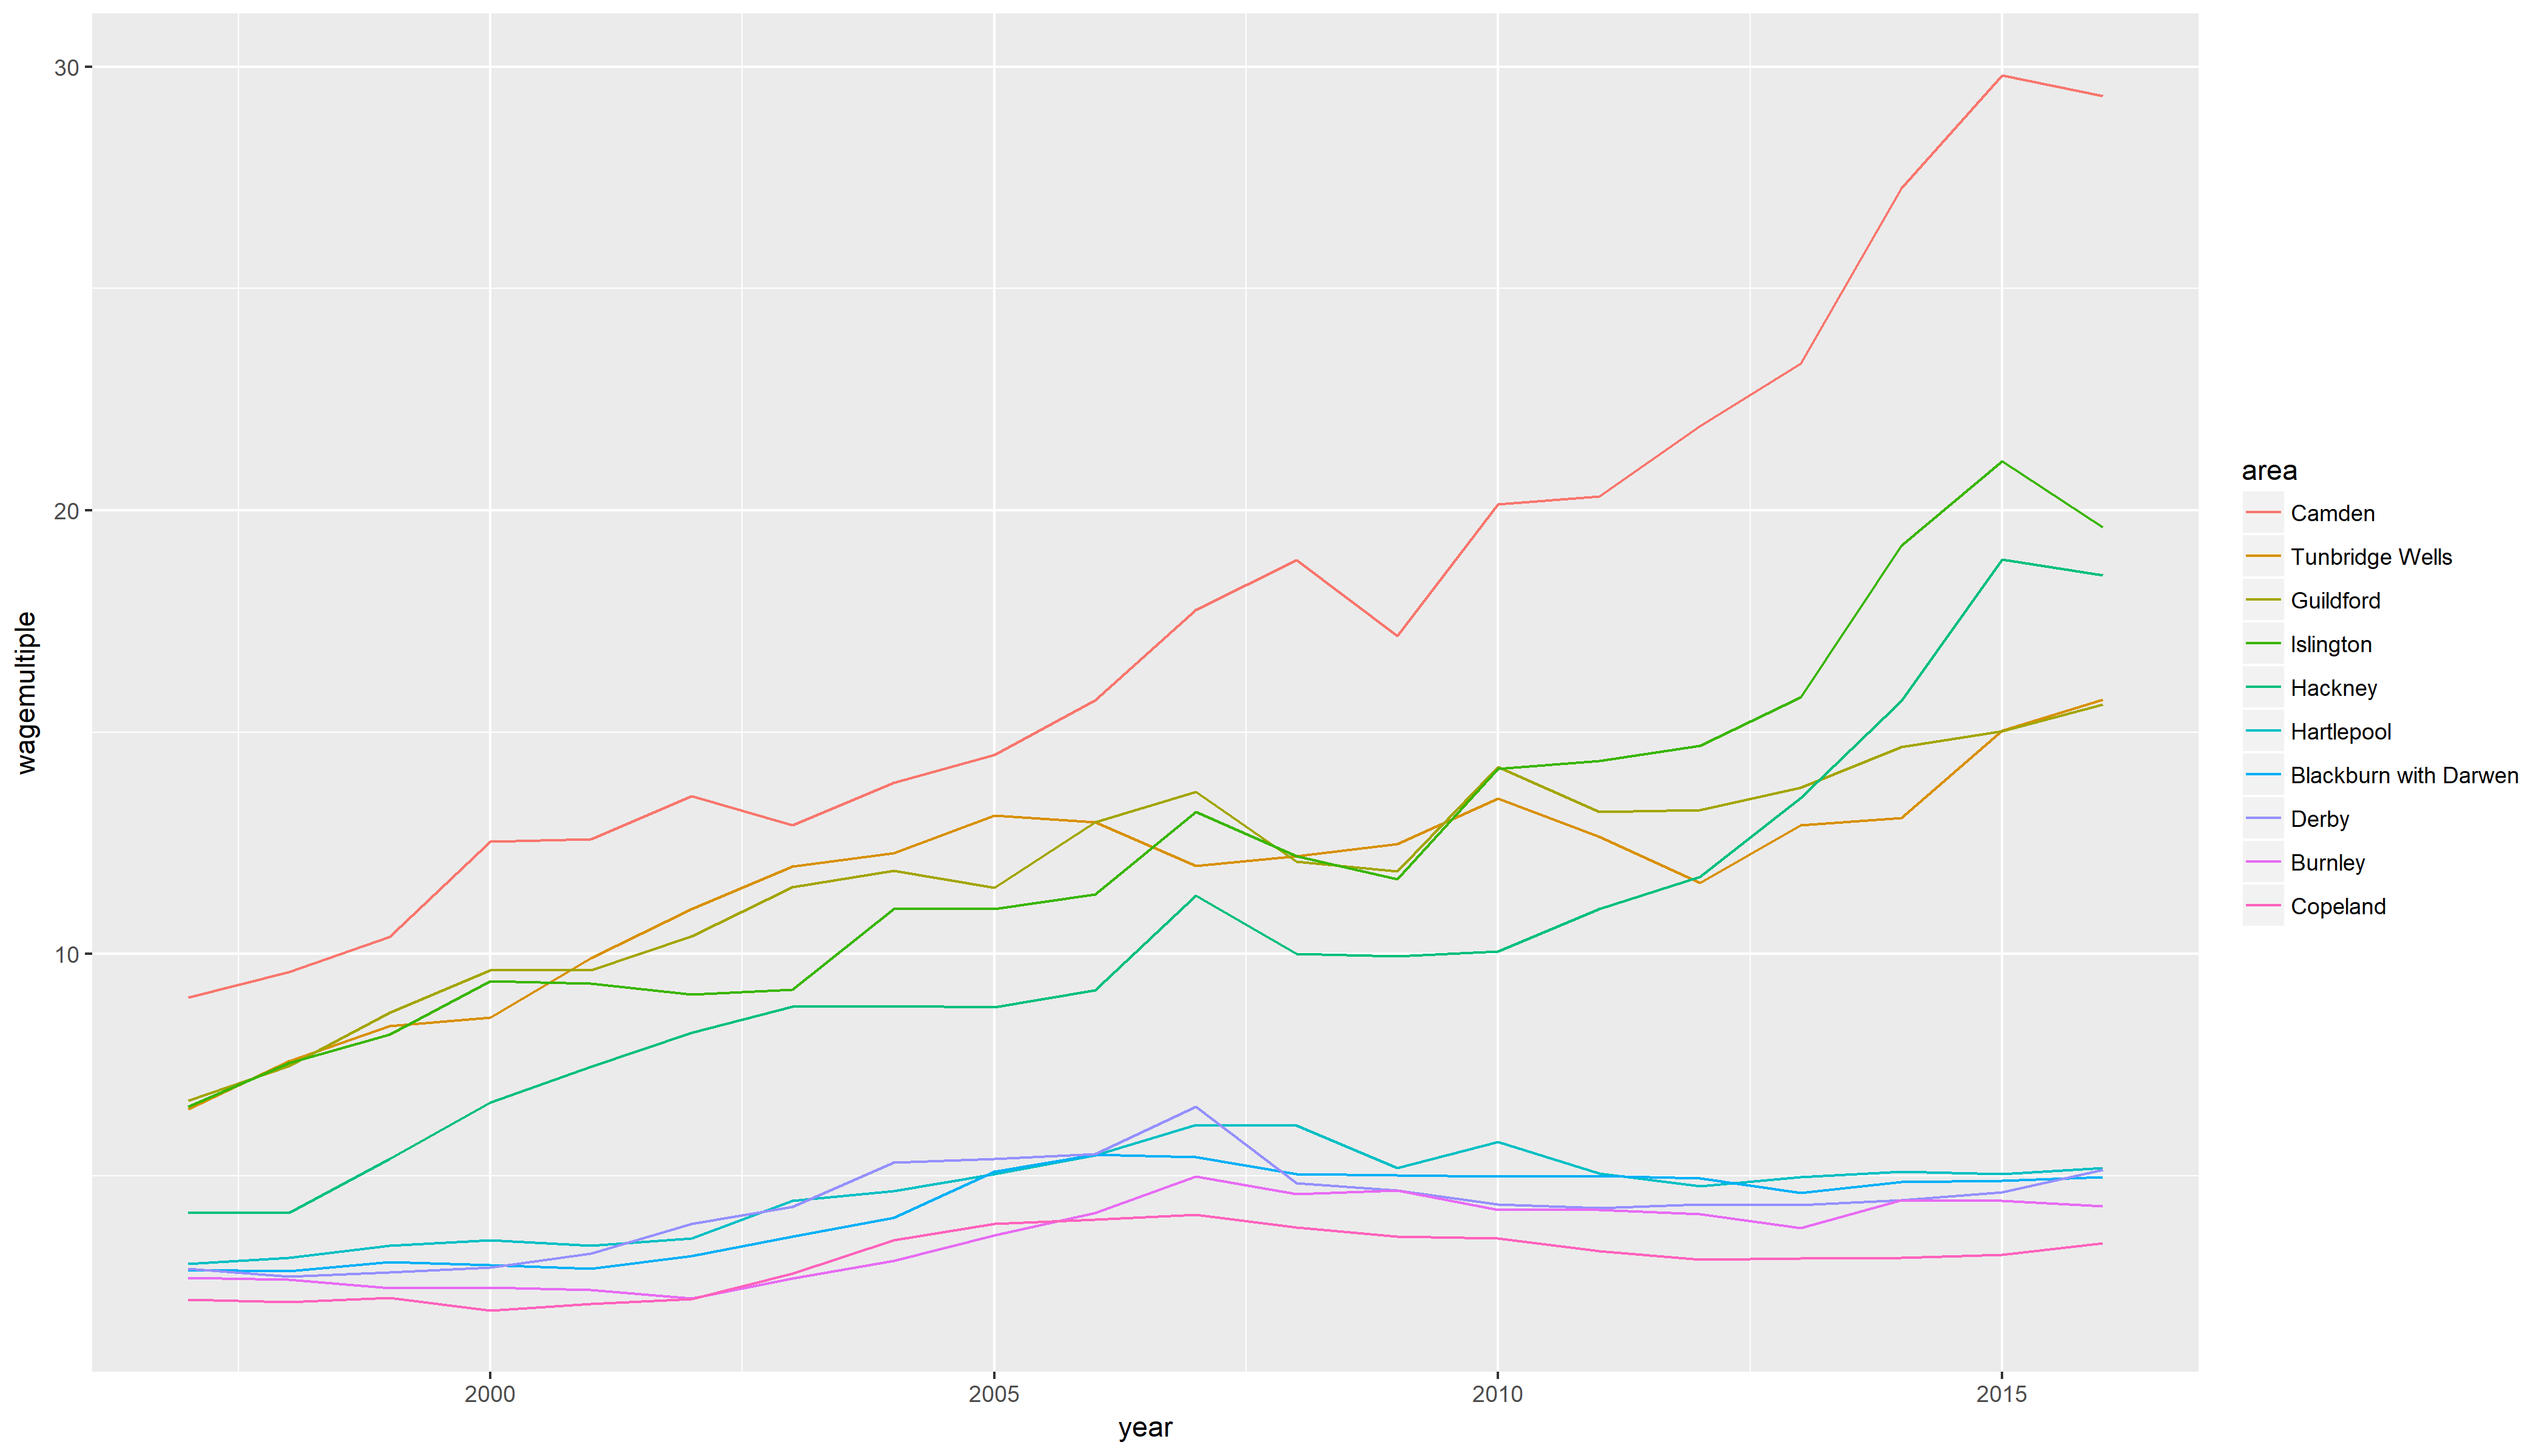 30
20
10
wagemultiple
2000
2005
2010
2015
year
area
Camden
Tunbridge Wells
Guildford
Islington
Hackney
Hartlepool
Blackburn with Darwen
Derby
Burnley
Copeland